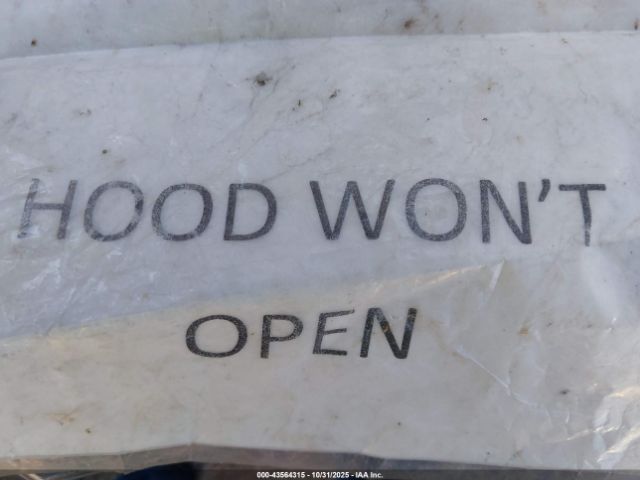 HOOD WON'T
OPEN
000-43564315 - 10/31/2025 - IAA Inc.